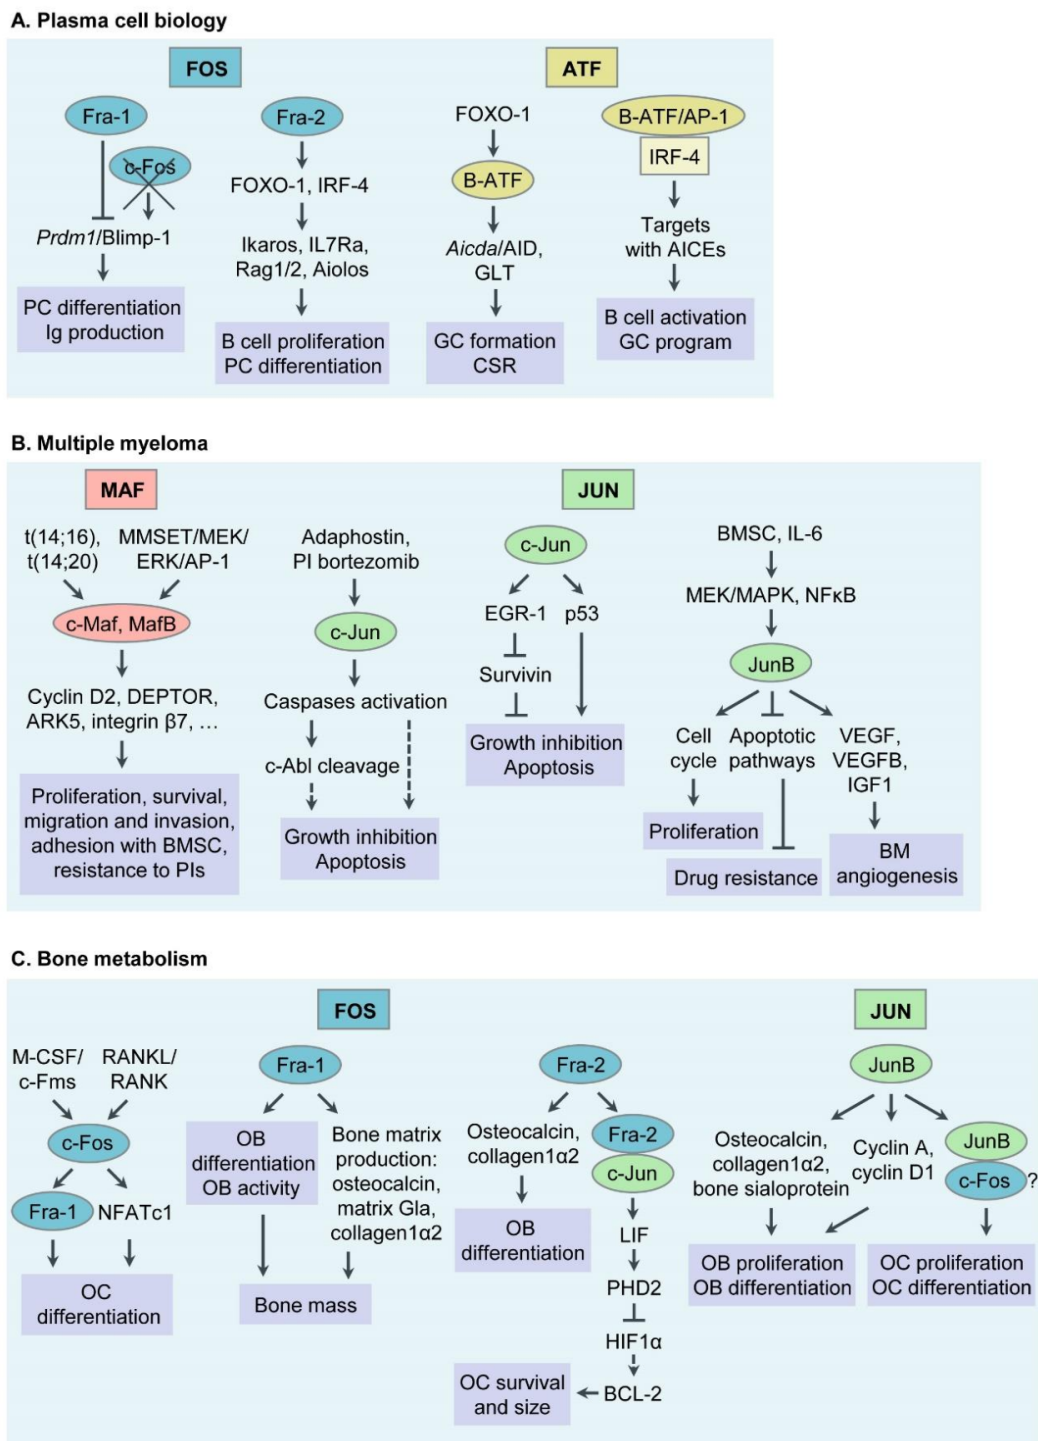 A. Plasma cell biology
FOS
ATF
Fra-1
c-Fos
Prdm1/Blimp-1
PC differentiation
Ig production
Fra-2
FOXO-1, IRF-4
Ikaros, IL7Ra,
Rag1/2, Aiolos
B cell proliferation
PC differentiation
FOXO-1
B-ATF
Aicda/AID,
GLT
GC formation
CSR
B-ATF/AP-1
IRF-4
Targets
with AICEs
B cell activation
GC program
B. Multiple myeloma
MAF
JUN
t(14;16),
t(14;20)
MMSET/MEK/
ERK/AP-1
c-Maf, MafB
Cyclin D2, DEPTOR,
ARK5, integrin β7, …
Proliferation, survival,
migration and invasion,
adhesion with BMSC,
resistance to PIs
Adaphostin,
PI bortezomib
c-Jun
Caspases activation
c-Abl cleavage
Growth inhibition
Apoptosis
c-Jun
EGR-1
p53
Survivin
Growth inhibition
Apoptosis
BMSC, IL-6
MEK/MAPK, NFκB
JunB
Cell
cycle
Apoptotic
pathways
VEGF,
VEGFB,
IGF1
Proliferation
Drug resistance
BM
angiogenesis
C. Bone metabolism
FOS
JUN
M-CSF/
c-Fms
RANKL/
RANK
c-Fos
Fra-1
NFATc1
OC
differentiation
Fra-1
OB
differentiation
OB activity
Bone matrix
production:
osteocalcin,
matrix Gla,
collagen1α2
Bone mass
Fra-2
Osteocalcin,
collagen1α2
OB
differentiation
Fra-2
c-Jun
LIF
PHD2
HIF1α
BCL-2
OC survival
and size
JunB
Osteocalcin,
collagen1α2,
bone sialoprotein
Cyclin A,
cyclin D1
JunB
c-Fos ?
OB proliferation
OB differentiation
OC proliferation
OC differentiation